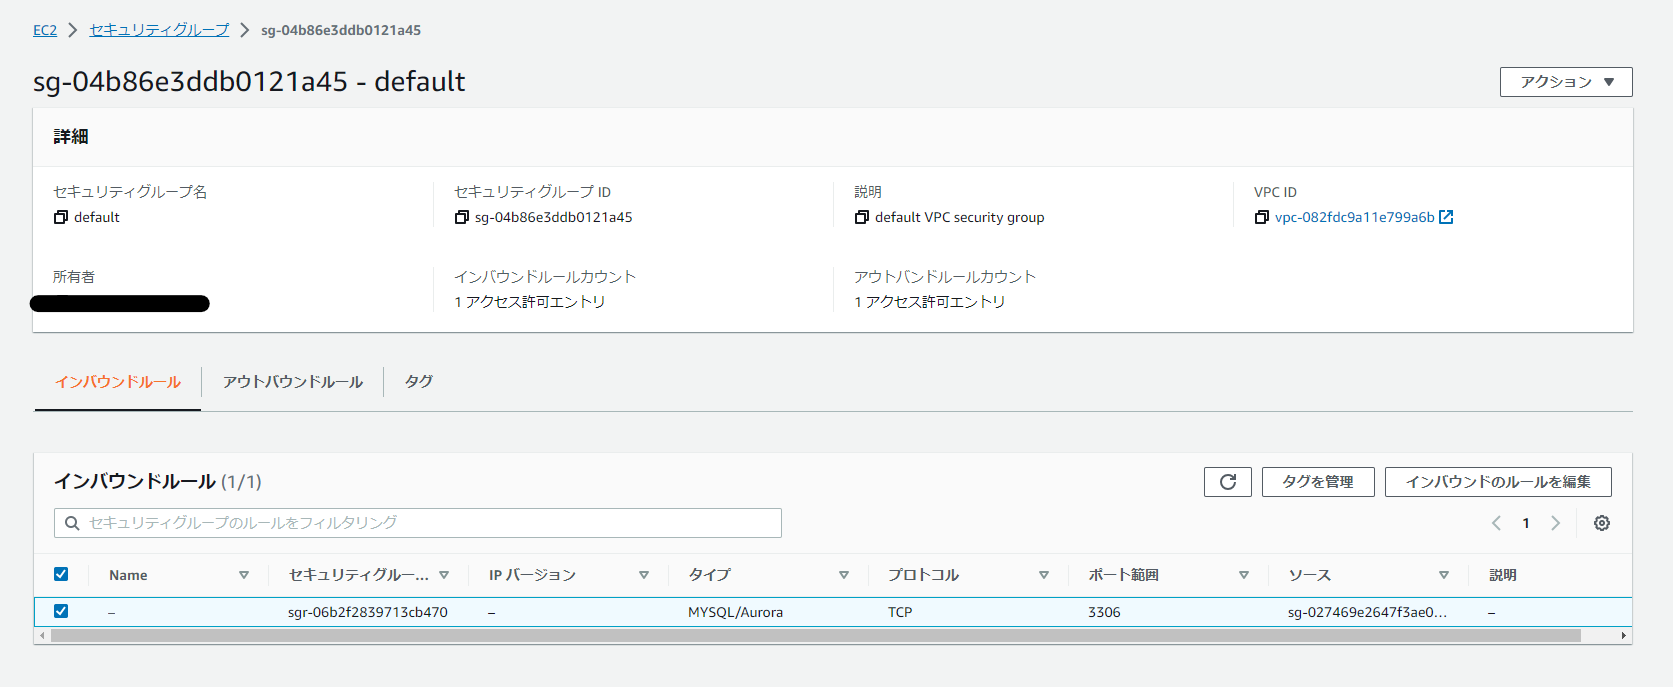 EC2 > セキュリティグループ > sg-04b86e3ddb0121a45
sg-04b86e3ddb0121a45 - default
アクション ▼
詳細
セキュリティグループ名
default
セキュリティグループ ID
sg-04b86e3ddb0121a45
説明
default VPC security group
VPC ID
vpc-082fdc9a11e799a6b
所有者
インバウンドルールカウント
1 アクセス許可エントリ
アウトバンドルールカウント
1 アクセス許可エントリ
インバウンドルール アウトバウンドルール タグ
インバウンドルール (1/1)
タグを管理 インバウンドのルールを編集
セキュリティグループのルールをフィルタリング
1
Name セキュリティグルー... IP バージョン タイプ プロトコル ポート範囲 ソース 説明
– sgr-06b2f2839713cb470 – MYSQL/Aurora TCP 3306 sg-027469e2647f3ae0... –